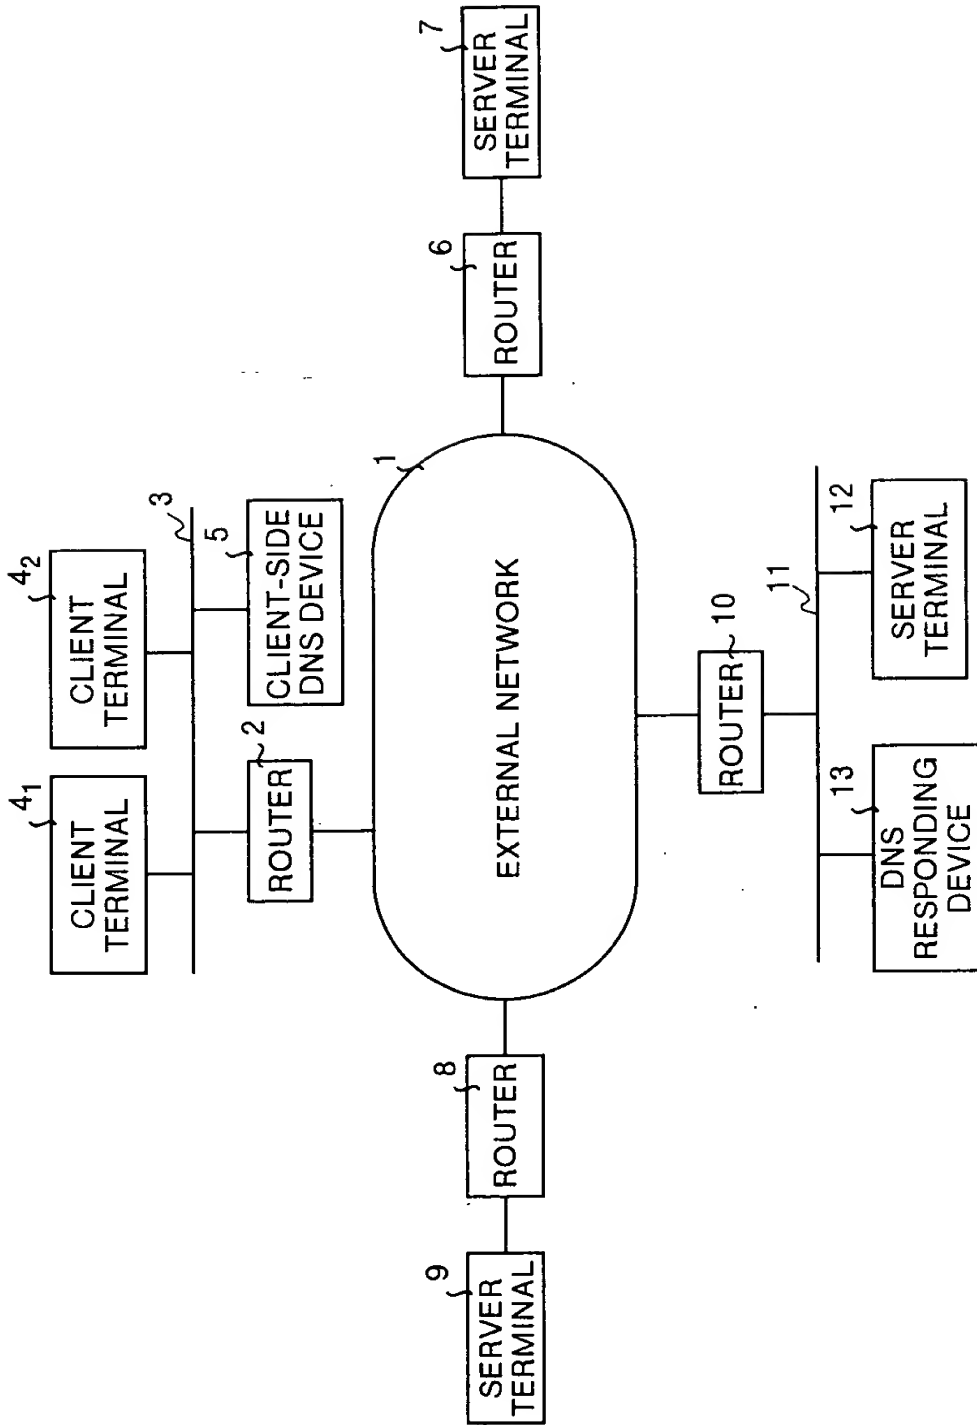 4₁
CLIENT
TERMINAL
4₂
CLIENT
TERMINAL
3
2
ROUTER
5
CLIENT-SIDE
DNS DEVICE
1
EXTERNAL NETWORK
9
SERVER
TERMINAL
8
ROUTER
6
ROUTER
7
SERVER
TERMINAL
ROUTER
10
11
13
DNS
RESPONDING
DEVICE
12
SERVER
TERMINAL